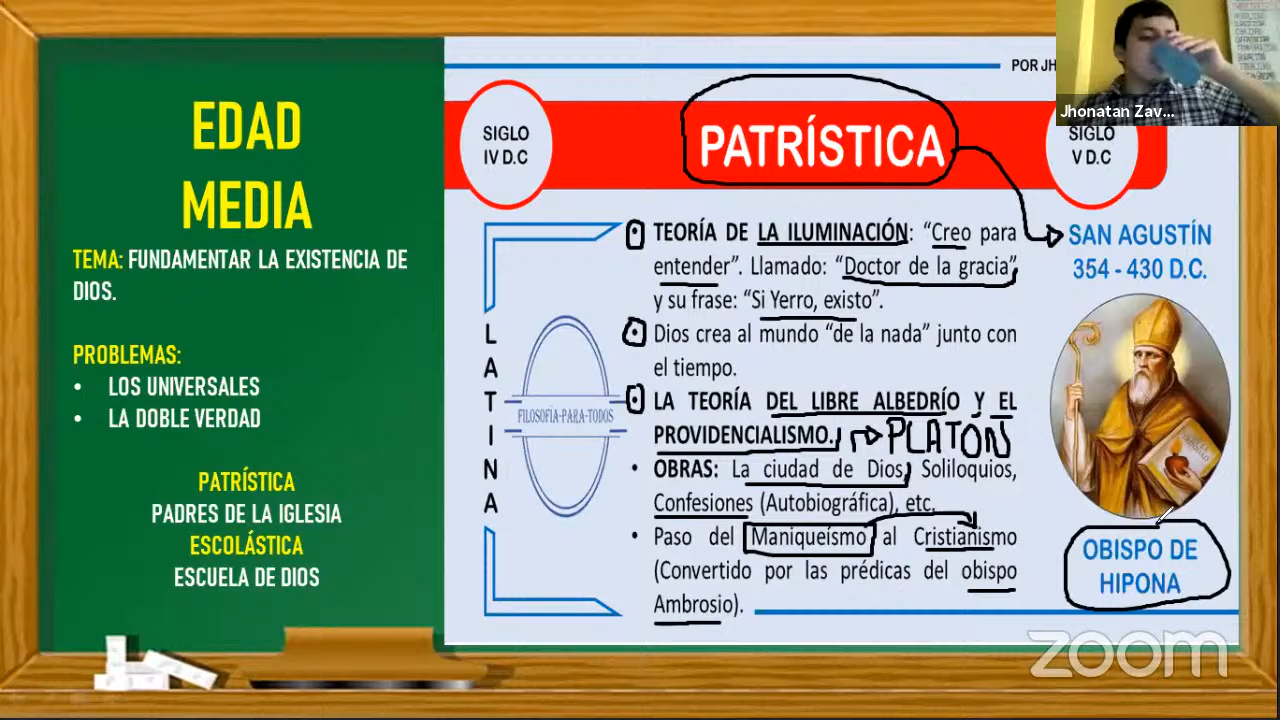 EDAD
MEDIA
TEMA: FUNDAMENTAR LA EXISTENCIA DE
DIOS.
PROBLEMAS:
• LOS UNIVERSALES
• LA DOBLE VERDAD
PATRÍSTICA
PADRES DE LA IGLESIA
ESCOLÁSTICA
ESCUELA DE DIOS
POR JH
SIGLO
IV D.C
PATRÍSTICA
SIGLO
V D.C
LATINA
FILOSOFÍA-PARA-TODOS
• TEORÍA DE LA ILUMINACIÓN: “Creo para
entender”. Llamado: “Doctor de la gracia”
y su frase: “Si Yerro, existo”.
• Dios crea al mundo “de la nada” junto con
el tiempo.
• LA TEORÍA DEL LIBRE ALBEDRÍO Y EL
PROVIDENCIALISMO. PLATÓN
• OBRAS: La ciudad de Dios, Soliloquios,
Confesiones (Autobiográfica), etc.
• Paso del Maniqueísmo al Cristianismo
(Convertido por las prédicas del obispo
Ambrosio).
SAN AGUSTÍN
354 - 430 D.C.
OBISPO DE
HIPONA
Jhonatan Zav...
zoom